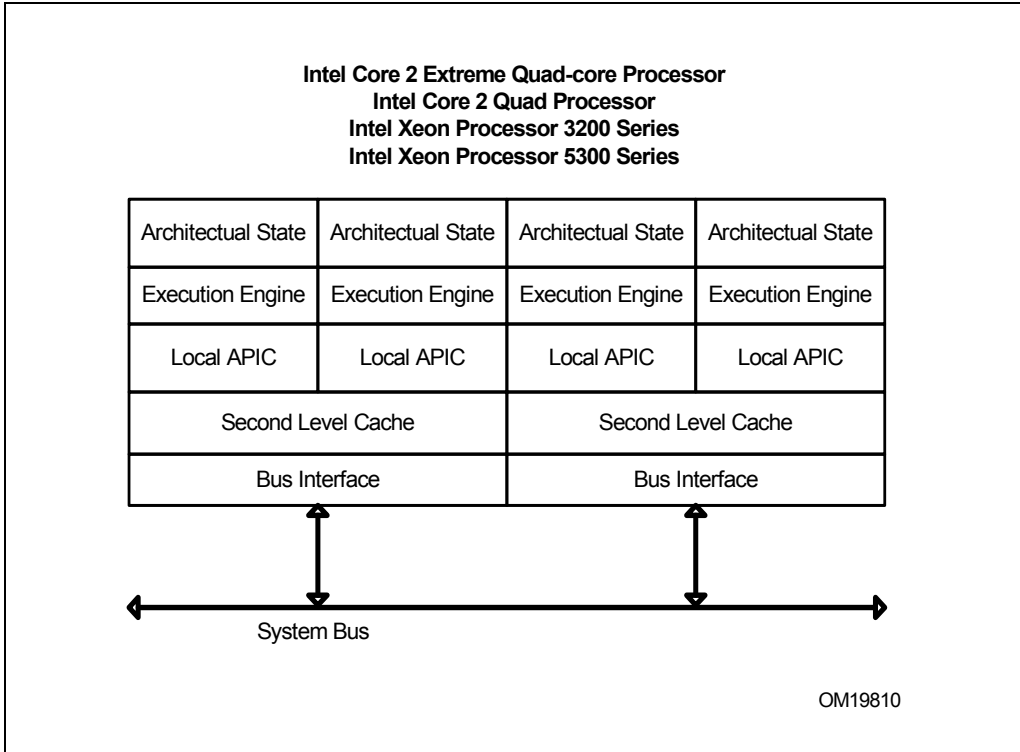 Intel Core 2 Extreme Quad-core Processor
Intel Core 2 Quad Processor
Intel Xeon Processor 3200 Series
Intel Xeon Processor 5300 Series
Architectual State Architectual State Architectual State Architectual State
Execution Engine Execution Engine Execution Engine Execution Engine
Local APIC Local APIC Local APIC Local APIC
Second Level Cache Second Level Cache
Bus Interface Bus Interface
System Bus
OM19810